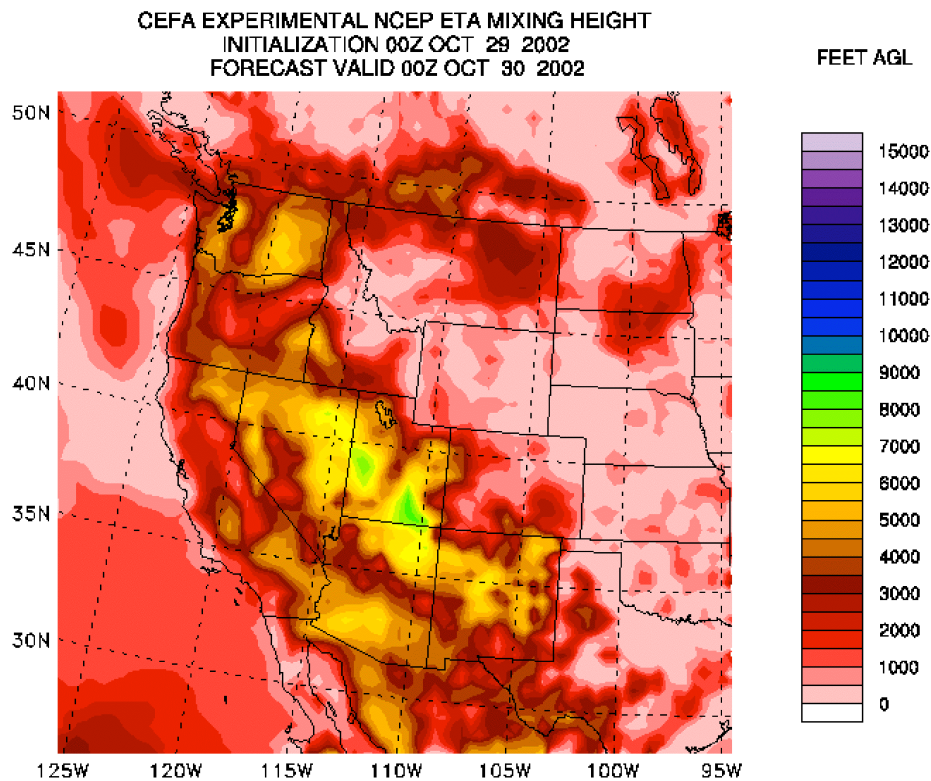 CEFA EXPERIMENTAL NCEP ETA MIXING HEIGHT
INITIALIZATION 00Z OCT 29 2002
FORECAST VALID 00Z OCT 30 2002
FEET AGL
50N
45N
40N
35N
30N
125W 120W 115W 110W 105W 100W 95W
15000
14000
13000
12000
11000
10000
9000
8000
7000
6000
5000
4000
3000
2000
1000
0